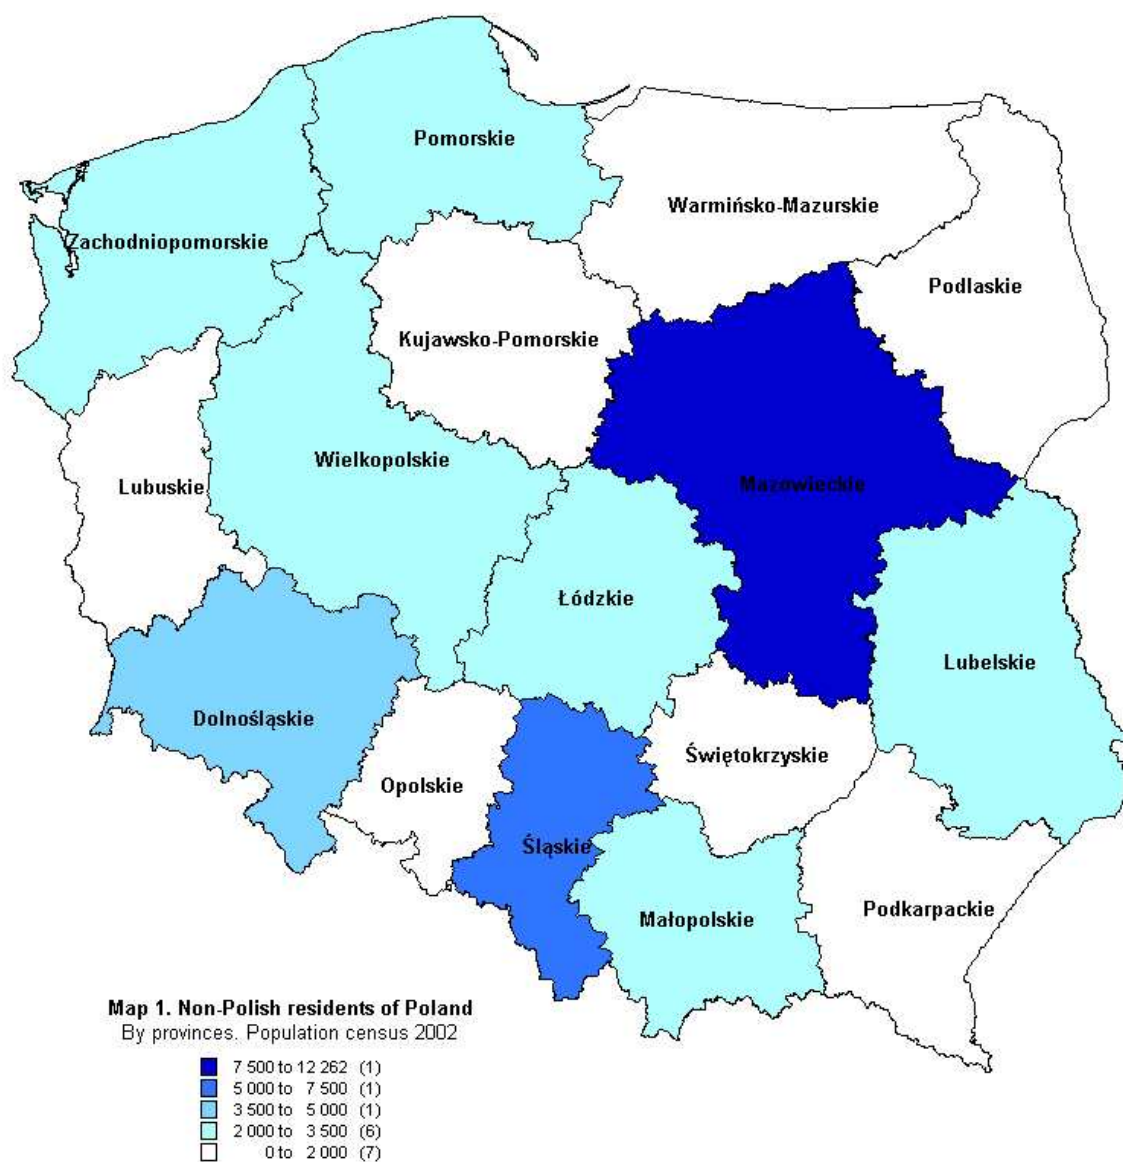 Pomorskie
Warmińsko-Mazurskie
Zachodniopomorskie
Podlaskie
Kujawsko-Pomorskie
Wielkopolskie
Lubuskie
Mazowieckie
Łódzkie
Lubelskie
Dolnośląskie
Świętokrzyskie
Opolskie
Śląskie
Podkarpackie
Małopolskie
Map 1. Non-Polish residents of Poland
By provinces. Population census 2002
7 500 to 12 262 (1)
5 000 to 7 500 (1)
3 500 to 5 000 (1)
2 000 to 3 500 (6)
0 to 2 000 (7)